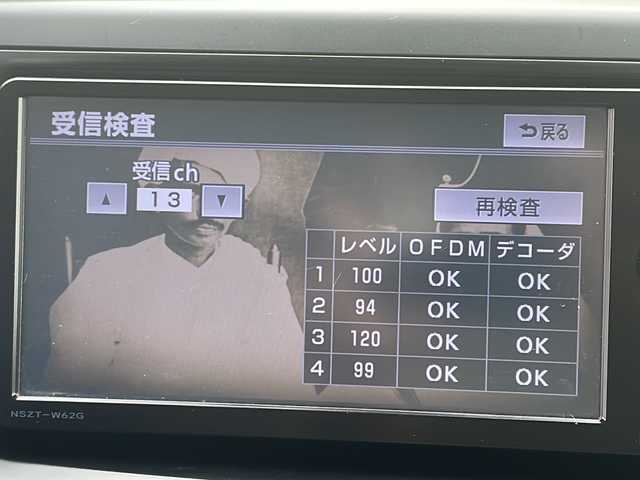 受信検査
戻る
受信ch
▲ 13 ▼
再検査
レベル OFDM デコーダ
1 100 OK OK
2 94 OK OK
3 120 OK OK
4 99 OK OK
NSZT-W62G